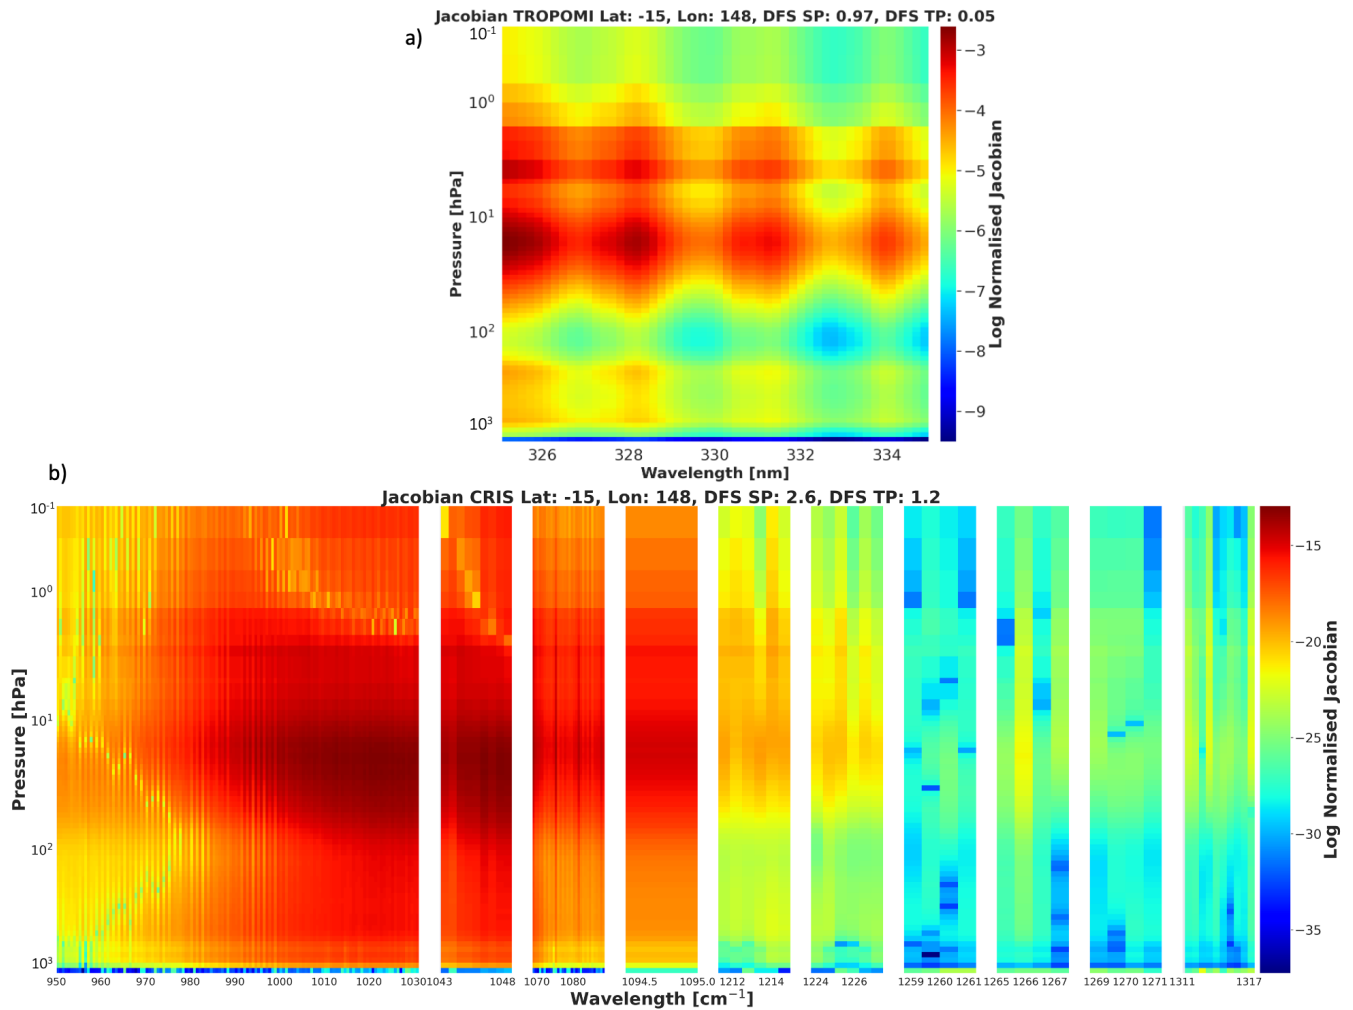 Jacobian TROPOMI Lat: -15, Lon: 148, DFS SP: 0.97, DFS TP: 0.05
a)
10-1
100
101
102
103
Pressure [hPa]
326 328 330 332 334
Wavelength [nm]
−3
−4
−5
−6
−7
−8
−9
Log Normalised Jacobian
b)
Jacobian CRIS Lat: -15, Lon: 148, DFS SP: 2.6, DFS TP: 1.2
10-1
100
101
102
103
Pressure [hPa]
950 960 970 980 990 1000 1010 1020 1030 1043 1048 1070 1080 1094.5 1095.0 1212 1214 1224 1226 1259 1260 1261 1265 1266 1267 1269 1270 1271 1311 1317
Wavelength [cm−1]
−15
−20
−25
−30
−35
Log Normalised Jacobian